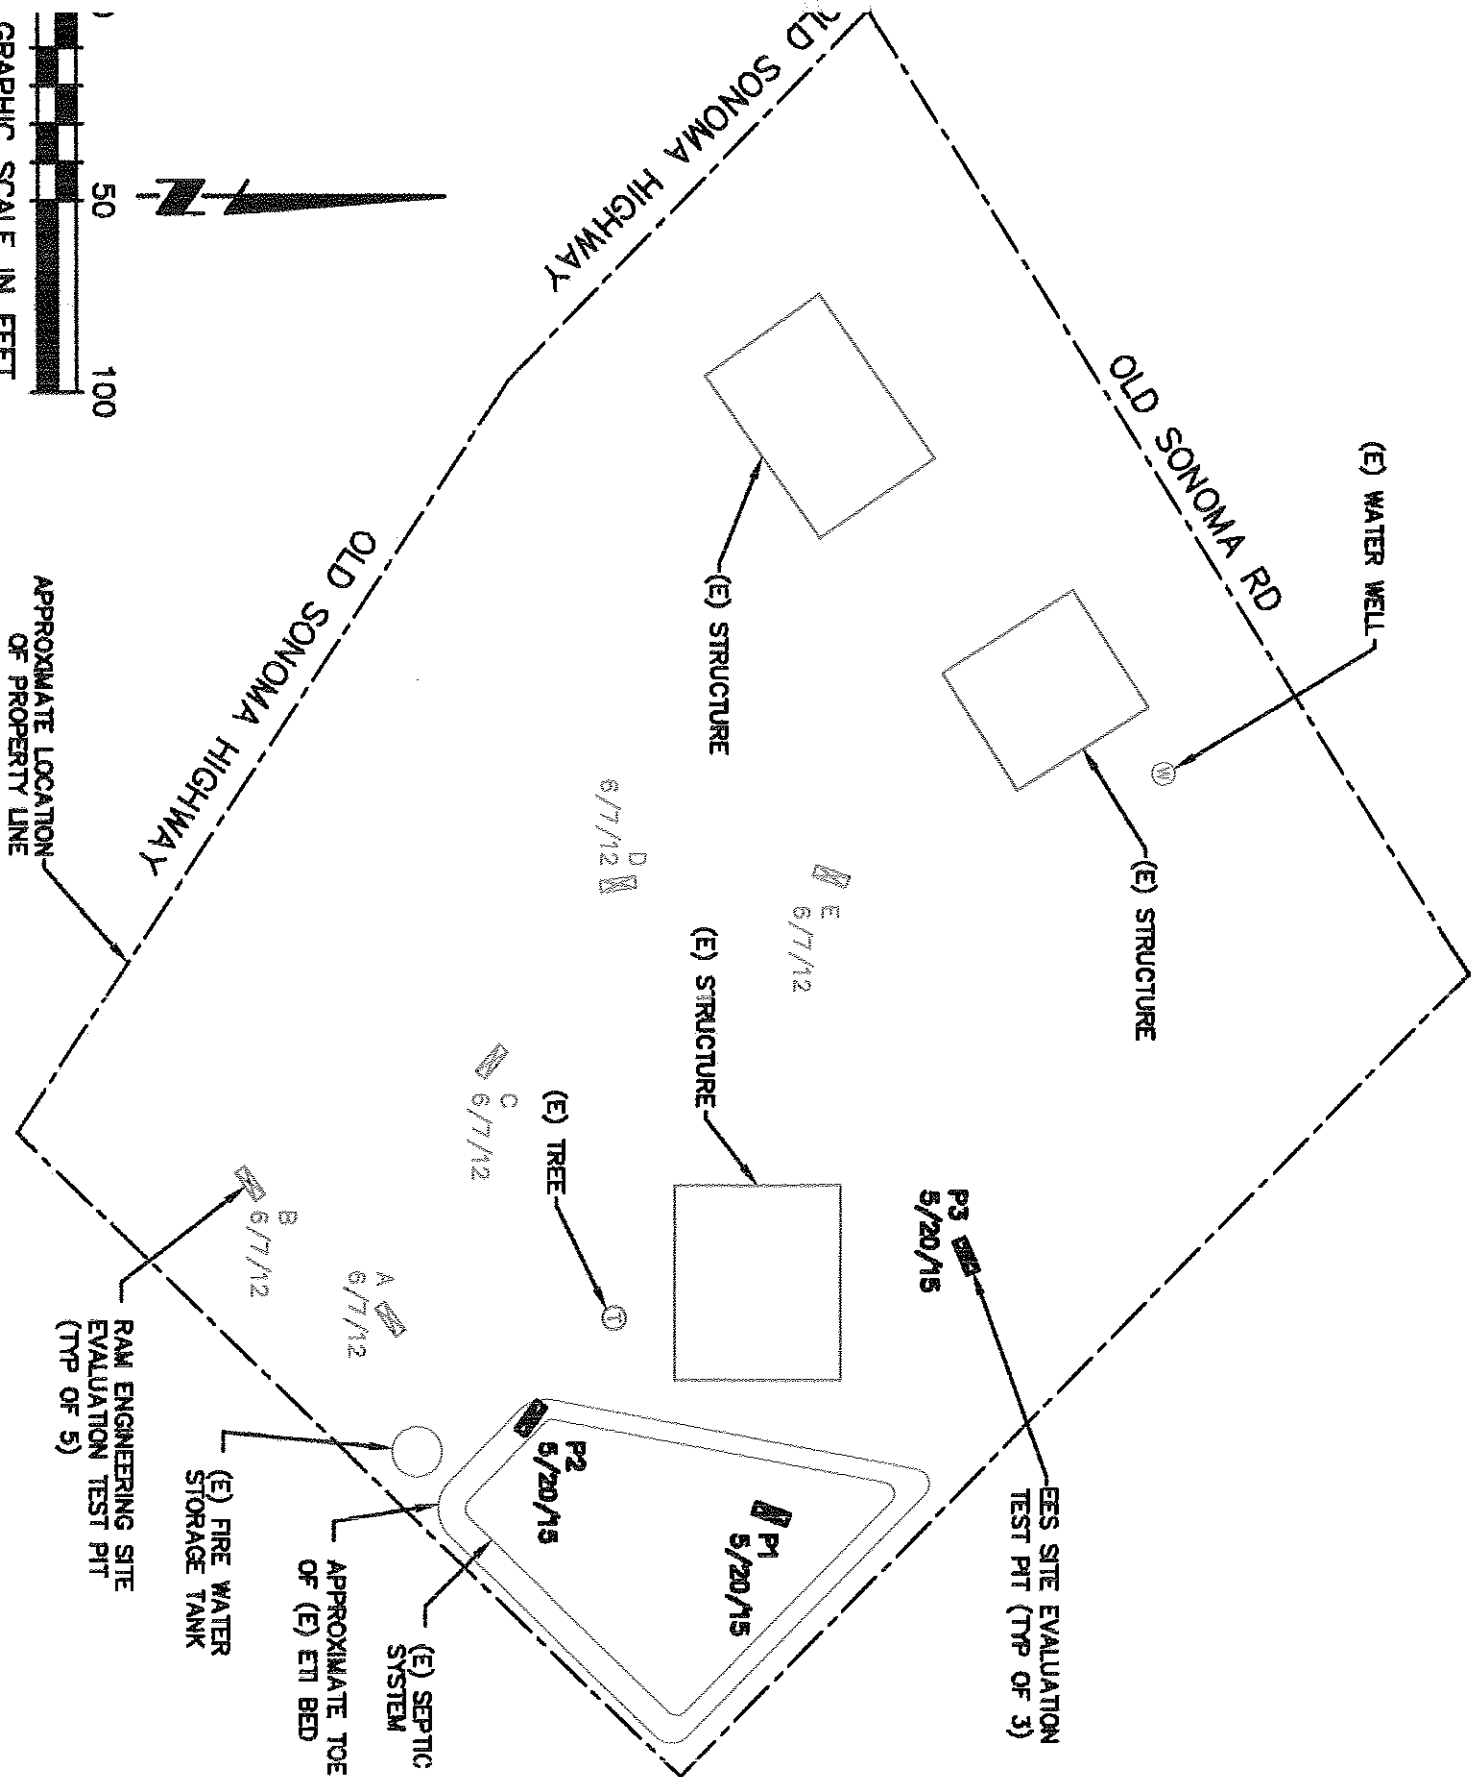 OLD SONOMA HIGHWAY
OLD SONOMA RD
(E) WATER WELL
W
(E) STRUCTURE
(E) STRUCTURE
OLD SONOMA HIGHWAY
APPROXIMATE LOCATION
OF PROPERTY LINE
D
6/7/12
E
6/7/12
(E) STRUCTURE
C
6/7/12
(E) TREE
T
P3
5/20/15
EES SITE EVALUATION
TEST PIT (TYP OF 3)
B
6/7/12
A
6/7/12
RAM ENGINEERING SITE
EVALUATION TEST PIT
(TYP OF 5)
(E) FIRE WATER
STORAGE TANK
P2
5/20/15
P1
5/20/15
APPROXIMATE TOE
OF (E) ETI BED
(E) SEPTIC
SYSTEM
N
50
100
GRAPHIC SCALE IN FEET